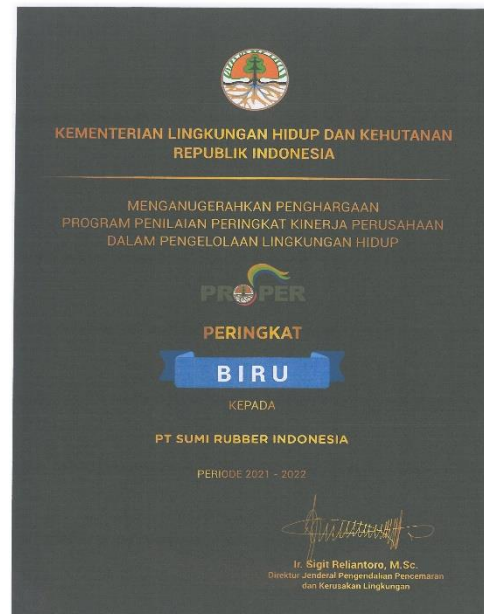 KEMENTERIAN LINGKUNGAN HIDUP DAN KEHUTANAN
REPUBLIK INDONESIA
MENGANUGERAHKAN PENGHARGAAN
PROGRAM PENILAIAN PERINGKAT KINERJA PERUSAHAAN
DALAM PENGELOLAAN LINGKUNGAN HIDUP
PROPER
PERINGKAT
BIRU
KEPADA
PT SUMI RUBBER INDONESIA
PERIODE 2021 - 2022
Ir. Sigit Reliantoro, M.Sc.
Direktur Jenderal Pengendalian Pencemaran
dan Kerusakan Lingkungan